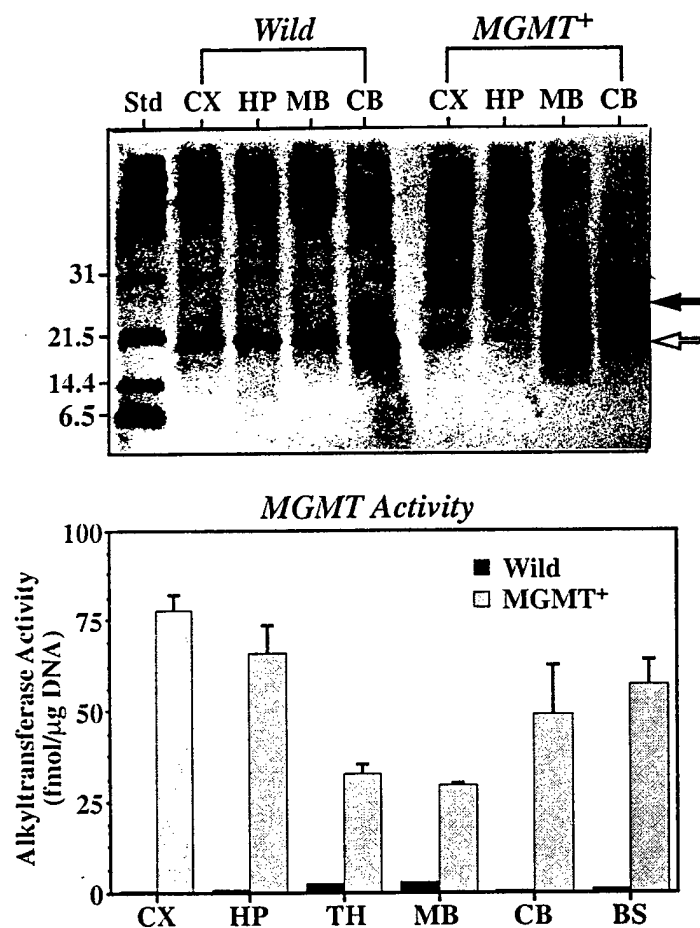 Wild MGMT+
Std CX HP MB CB CX HP MB CB
31
21.5
14.4
6.5
MGMT Activity
Alkyltransferase Activity
(fmol/µg DNA)
100
75
50
25
0
Wild
MGMT+
CX HP TH MB CB BS